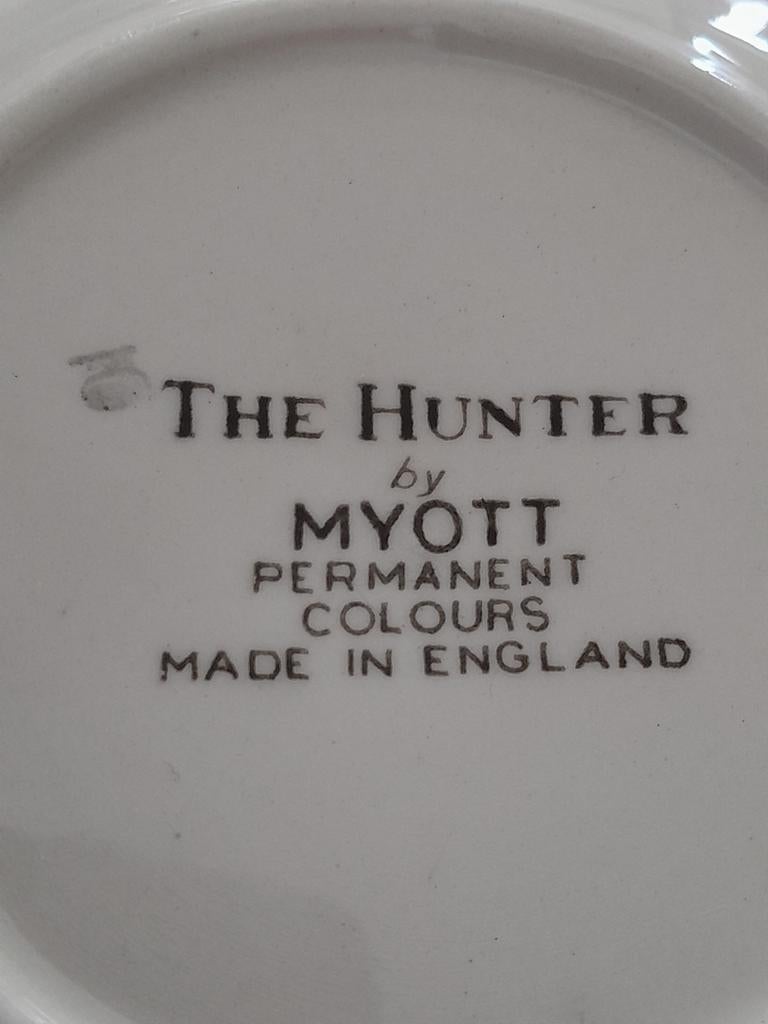 THE HUNTER
by
MYOTT
PERMANENT
COLOURS
MADE IN ENGLAND